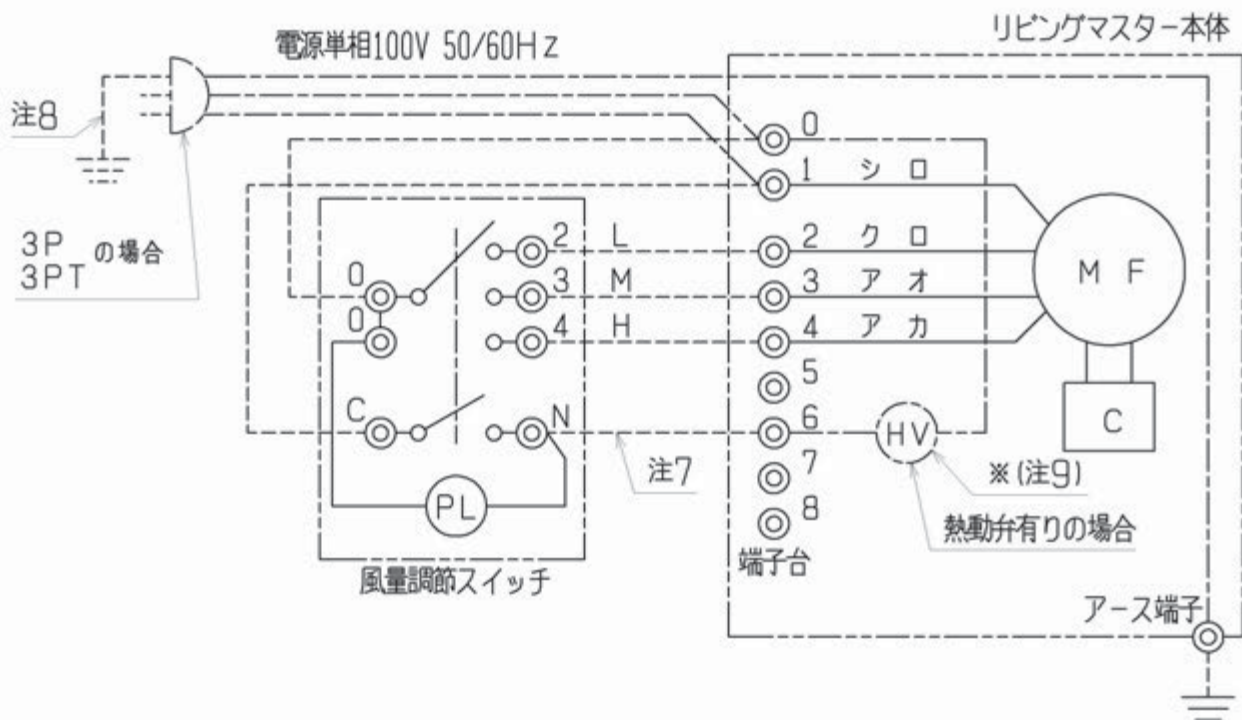 リビングマスター本体
電源単相100V 50/60Hz
注8
3P の場合
3PT
0
1 シロ
2 L
2 クロ
3 M
3 アオ
4 H
4 アカ
0
0
5
C
N
6
HV
7
8
MF
C
注7
※(注9)
熱動弁有りの場合
PL
端子台
風量調節スイッチ
アース端子